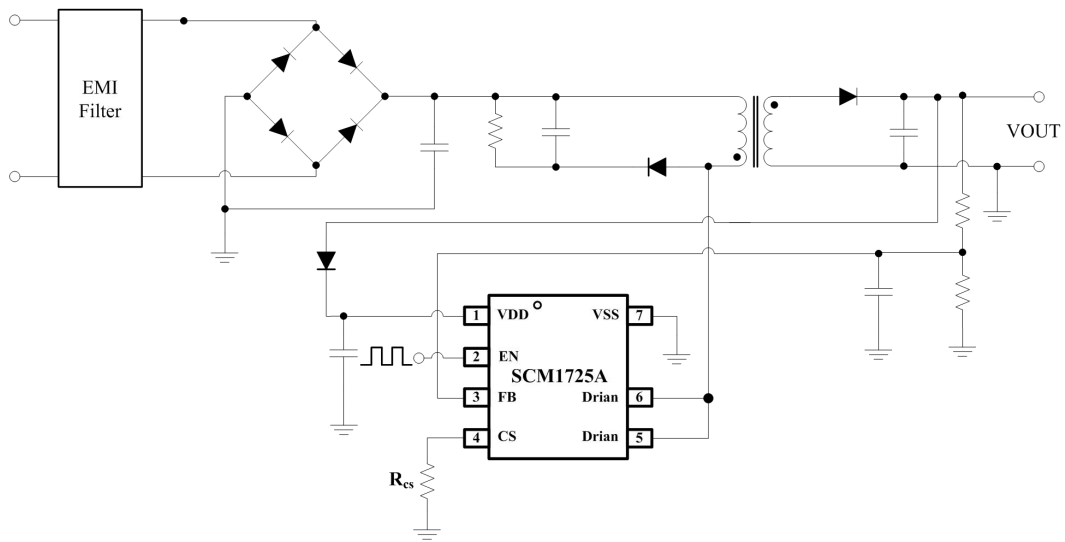 EMI
Filter
VOUT
1 VDD
VSS 7
2 EN
SCM1725A
3 FB
Drian 6
4 CS
Drian 5
Rcs